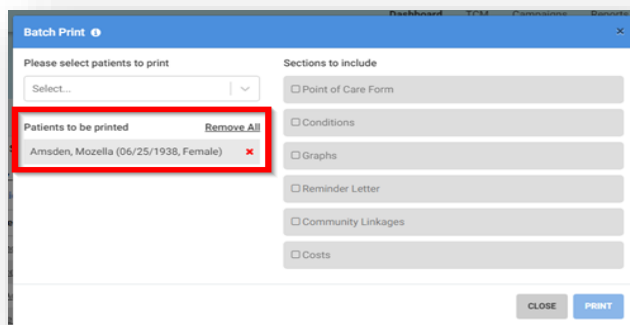 Dashboard TCM Campaigns Reports
Batch Print
Please select patients to print
Select...
Patients to be printed Remove All
Amsden, Mozella (06/25/1938, Female)
Sections to include
Point of Care Form
Conditions
Graphs
Reminder Letter
Community Linkages
Costs
CLOSE PRINT